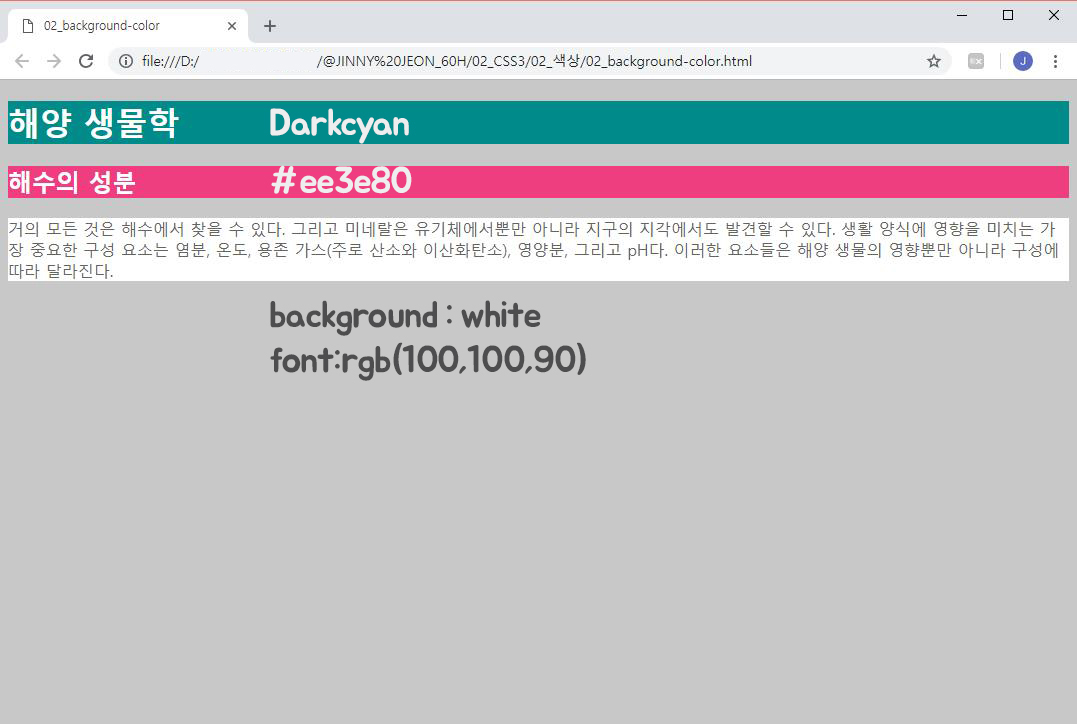 02_background-color
file:///D:/ /@JINNY%20JEON_60H/02_CSS3/02_색상/02_background-color.html
J
해양 생물학 Darkcyan
해수의 성분 #ee3e80
거의 모든 것은 해수에서 찾을 수 있다. 그리고 미네랄은 유기체에서뿐만 아니라 지구의 지각에서도 발견할 수 있다. 생활 양식에 영향을 미치는 가
장 중요한 구성 요소는 염분, 온도, 용존 가스(주로 산소와 이산화탄소), 영양분, 그리고 pH다. 이러한 요소들은 해양 생물의 영향뿐만 아니라 구성에
따라 달라진다.
background : white
font:rgb(100,100,90)